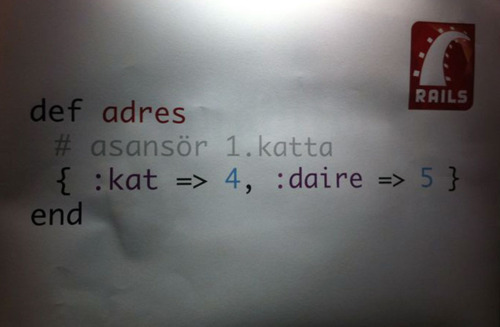 RAILS
def adres
# asansör 1.katta
{ :kat => 4, :daire => 5 }
end